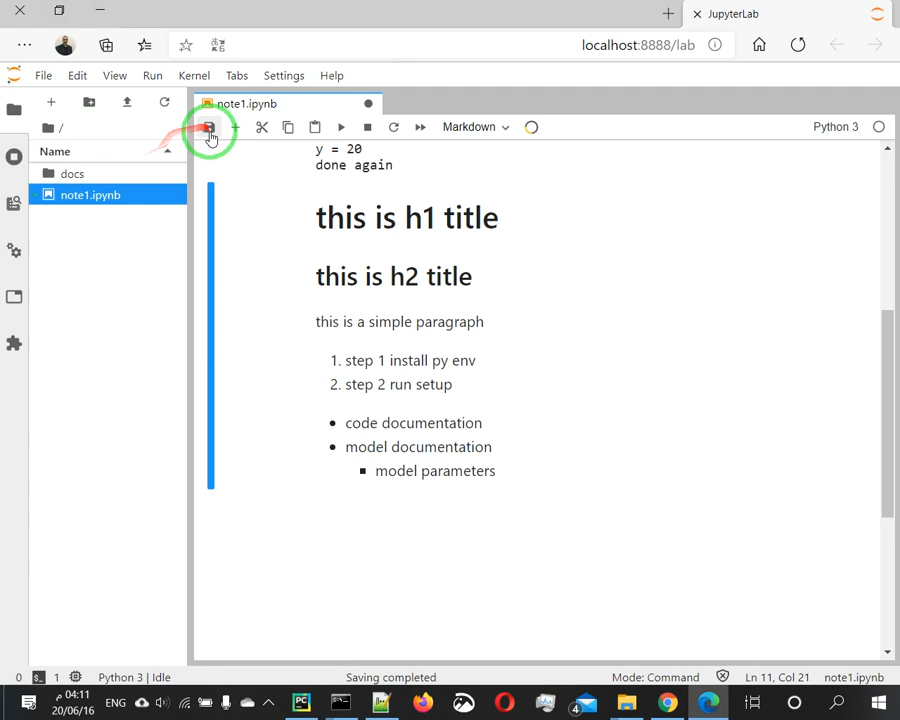 JupyterLab
localhost:8888/lab
File Edit View Run Kernel Tabs Settings Help
note1.ipynb
/
Markdown
Python 3
Name
docs
note1.ipynb
y = 20
done again
this is h1 title
this is h2 title
this is a simple paragraph
1. step 1 install py env
2. step 2 run setup
• code documentation
• model documentation
▪ model parameters
0 $_ 1 Python 3 | Idle Saving completed Mode: Command Ln 11, Col 21 note1.ipynb
04:11 م
20/06/16
ENG
4